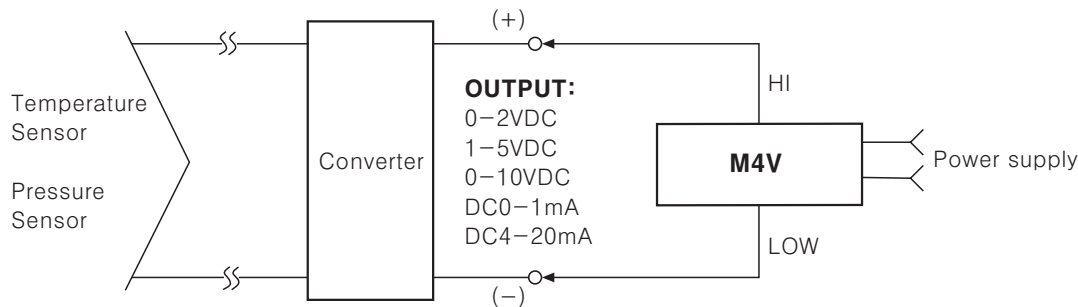 Temperature
Sensor
Pressure
Sensor
Converter
(+)
OUTPUT:
0-2VDC
1-5VDC
0-10VDC
DC0-1mA
DC4-20mA
(-)
HI
M4V
LOW
Power supply